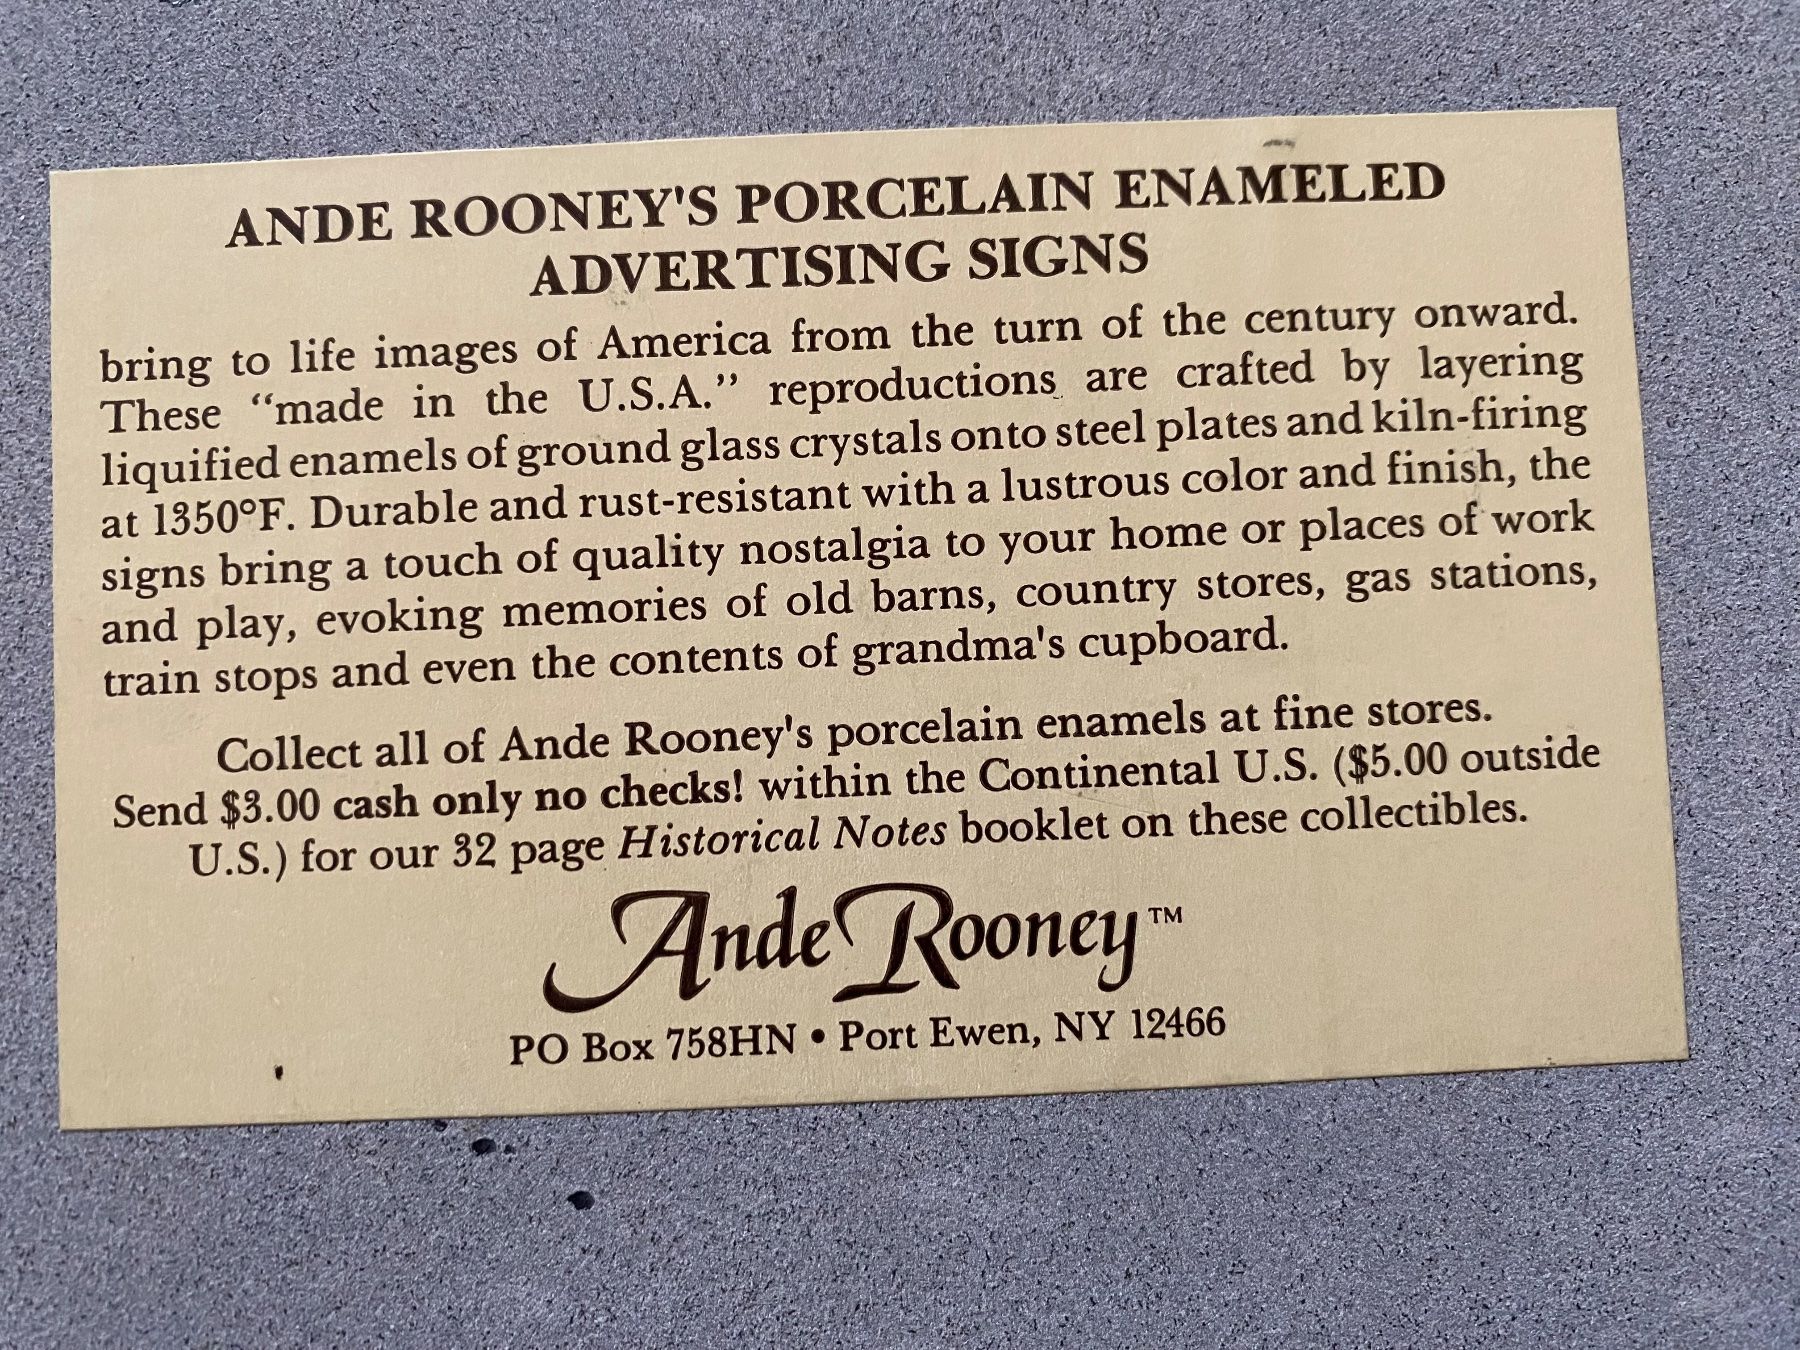 ANDE ROONEY'S PORCELAIN ENAMELED
ADVERTISING SIGNS
bring to life images of America from the turn of the century onward.
These “made in the U.S.A.” reproductions are crafted by layering
liquified enamels of ground glass crystals onto steel plates and kiln-firing
at 1350°F. Durable and rust-resistant with a lustrous color and finish, the
signs bring a touch of quality nostalgia to your home or places of work
and play, evoking memories of old barns, country stores, gas stations,
train stops and even the contents of grandma's cupboard.
Collect all of Ande Rooney's porcelain enamels at fine stores.
Send $3.00 cash only no checks! within the Continental U.S. ($5.00 outside
U.S.) for our 32 page Historical Notes booklet on these collectibles.
Ande Rooney™
PO Box 758HN • Port Ewen, NY 12466